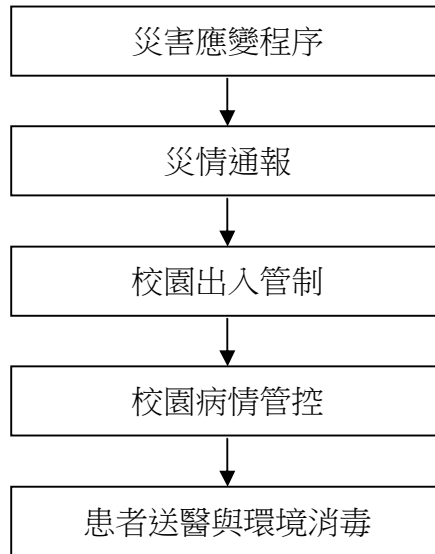 災害應變程序
災情通報
校園出入管制
校園病情管控
患者送醫與環境消毒